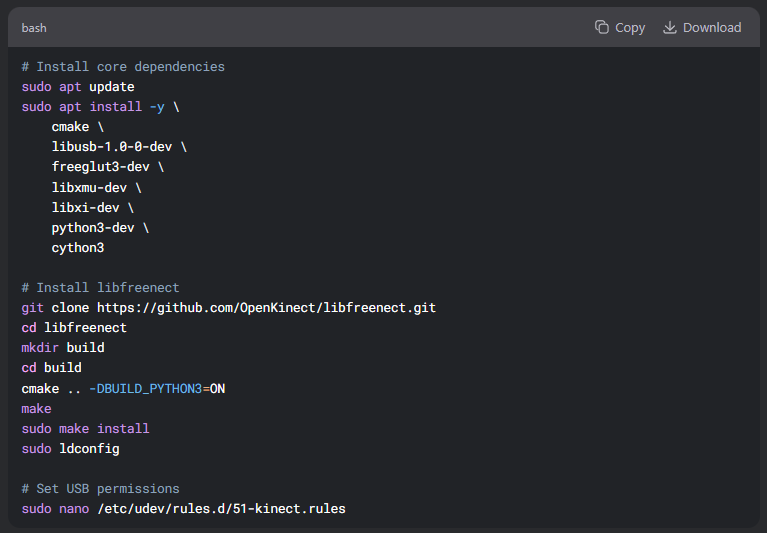 bash
Copy
Download
# Install core dependencies
sudo apt update
sudo apt install -y \
    cmake \
    libusb-1.0-0-dev \
    freeglut3-dev \
    libxmu-dev \
    libxi-dev \
    python3-dev \
    cython3

# Install libfreenect
git clone https://github.com/OpenKinect/libfreenect.git
cd libfreenect
mkdir build
cd build
cmake .. -DBUILD_PYTHON3=ON
make
sudo make install
sudo ldconfig

# Set USB permissions
sudo nano /etc/udev/rules.d/51-kinect.rules